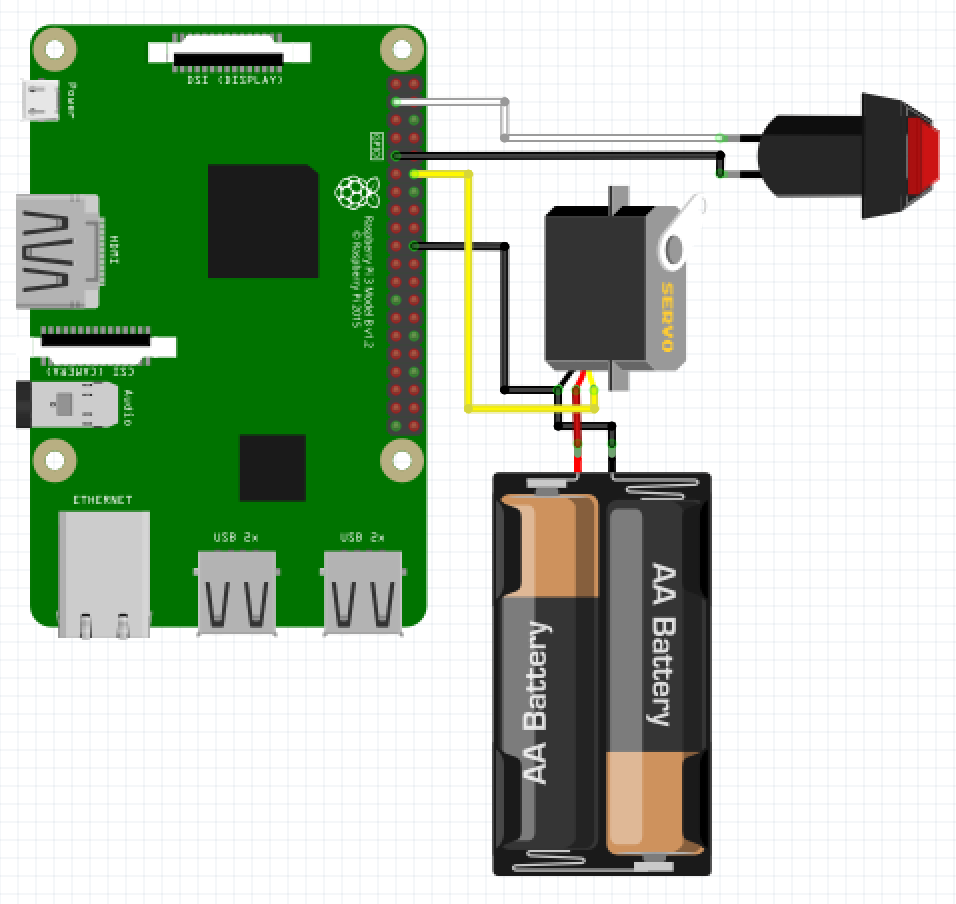 DSI (DISPLAY)
Power
GPIO
HDMI
Raspberry Pi 3 Model B v1.2
© Raspberry Pi 2015
SERVO
CSI (CAMERA)
Audio
ETHERNET
USB 2x
USB 2x
AA Battery
AA Battery